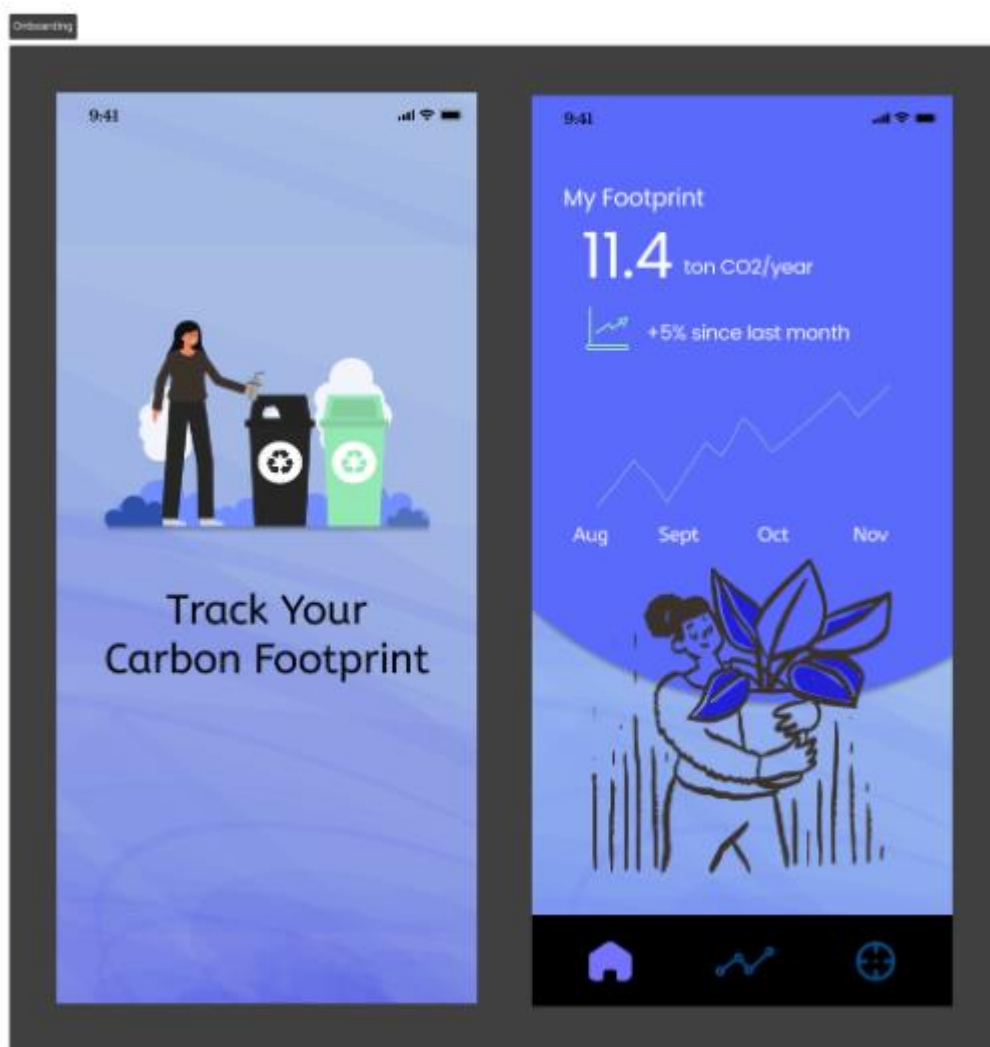 Onboarding
9:41
Track Your
Carbon Footprint
9:41
My Footprint
11.4 ton CO2/year
+5% since last month
Aug Sept Oct Nov